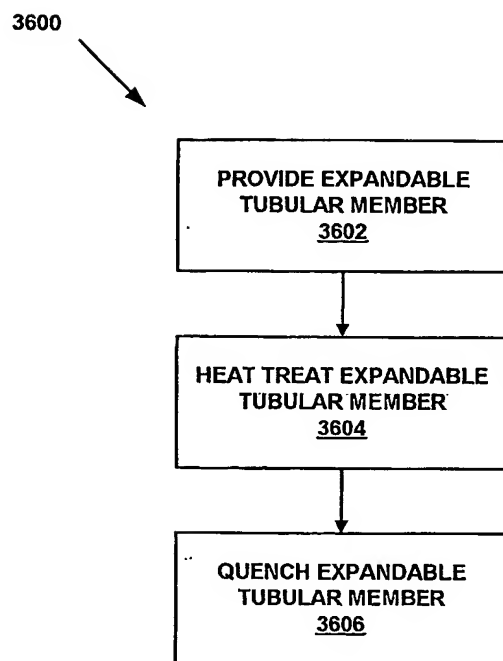 3600
PROVIDE EXPANDABLE
TUBULAR MEMBER
3602
HEAT TREAT EXPANDABLE
TUBULAR MEMBER
3604
QUENCH EXPANDABLE
TUBULAR MEMBER
3606